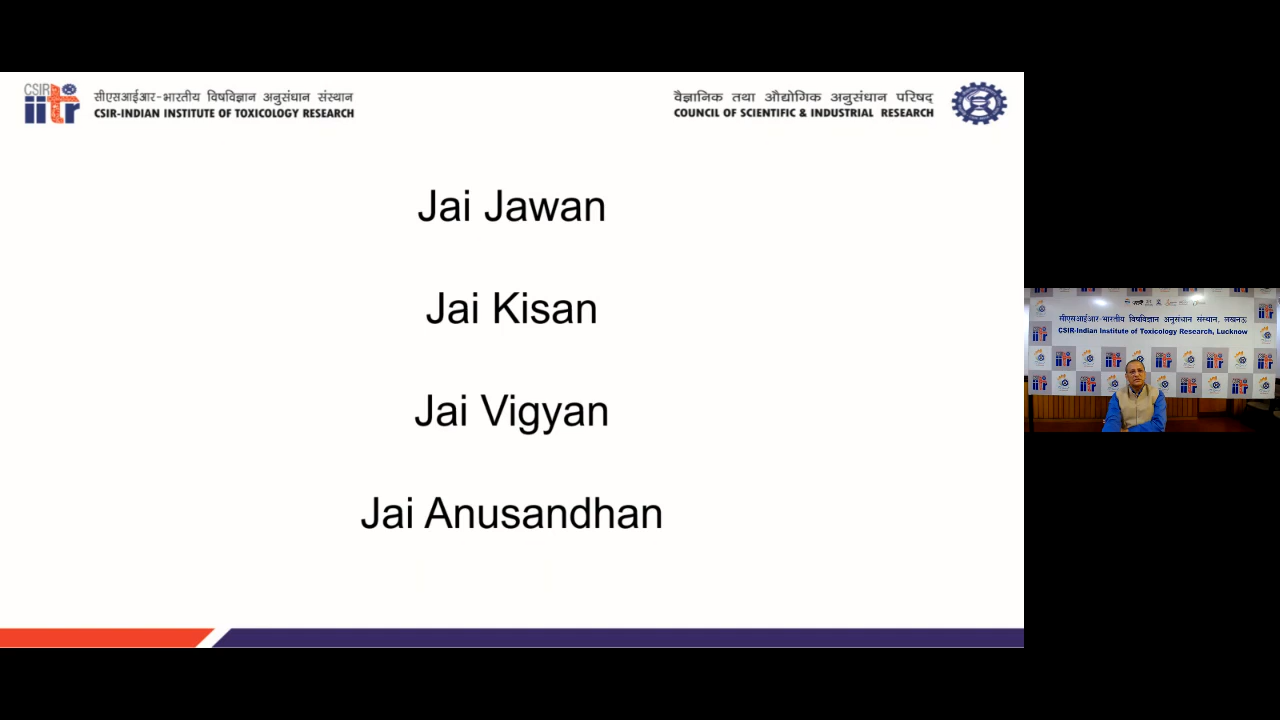 CSIR
iitr
सीएसआईआर-भारतीय विषविज्ञान अनुसंधान संस्थान
CSIR-INDIAN INSTITUTE OF TOXICOLOGY RESEARCH
वैज्ञानिक तथा औद्योगिक अनुसंधान परिषद्
COUNCIL OF SCIENTIFIC & INDUSTRIAL RESEARCH
Jai Jawan
Jai Kisan
Jai Vigyan
Jai Anusandhan
सीएसआईआर-भारतीय विषविज्ञान अनुसंधान संस्थान, लखनऊ
CSIR-Indian Institute of Toxicology Research, Lucknow